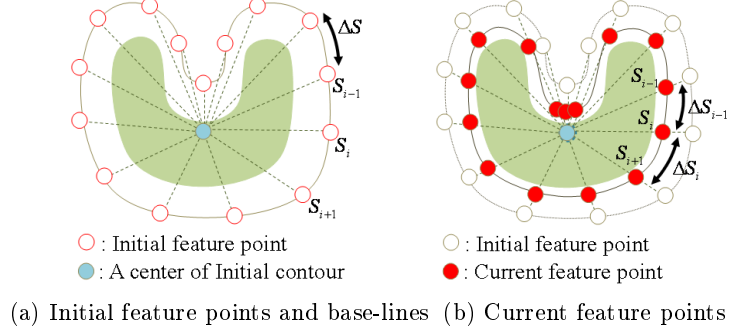 ΔS
S_{i-1}
S_i
S_{i+1}
: Initial feature point
: A center of Initial contour
(a) Initial feature points and base-lines
S_{i-1}
ΔS_{i-1}
S_i
S_{i+1}
ΔS_i
: Initial feature point
: Current feature point
(b) Current feature points